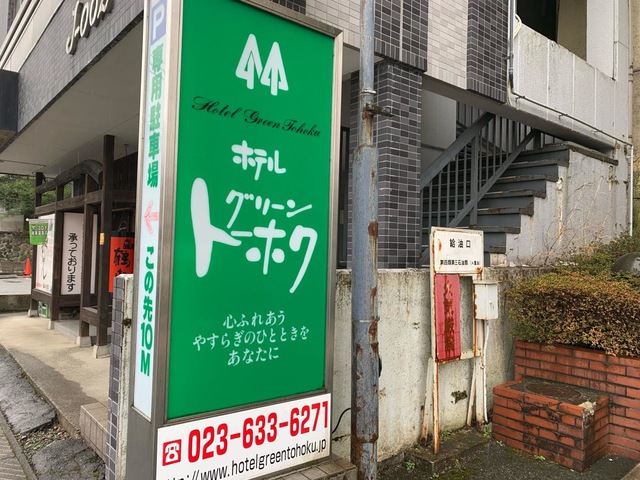 P
専用駐車場
この先10M
Hotel Green Tohoku
ホテル
グリーン
トーホク
心ふれあう
やすらぎのひとときを
あなたに
☎023-633-6271
http://www.hotelgreentohoku
承っております
給油口